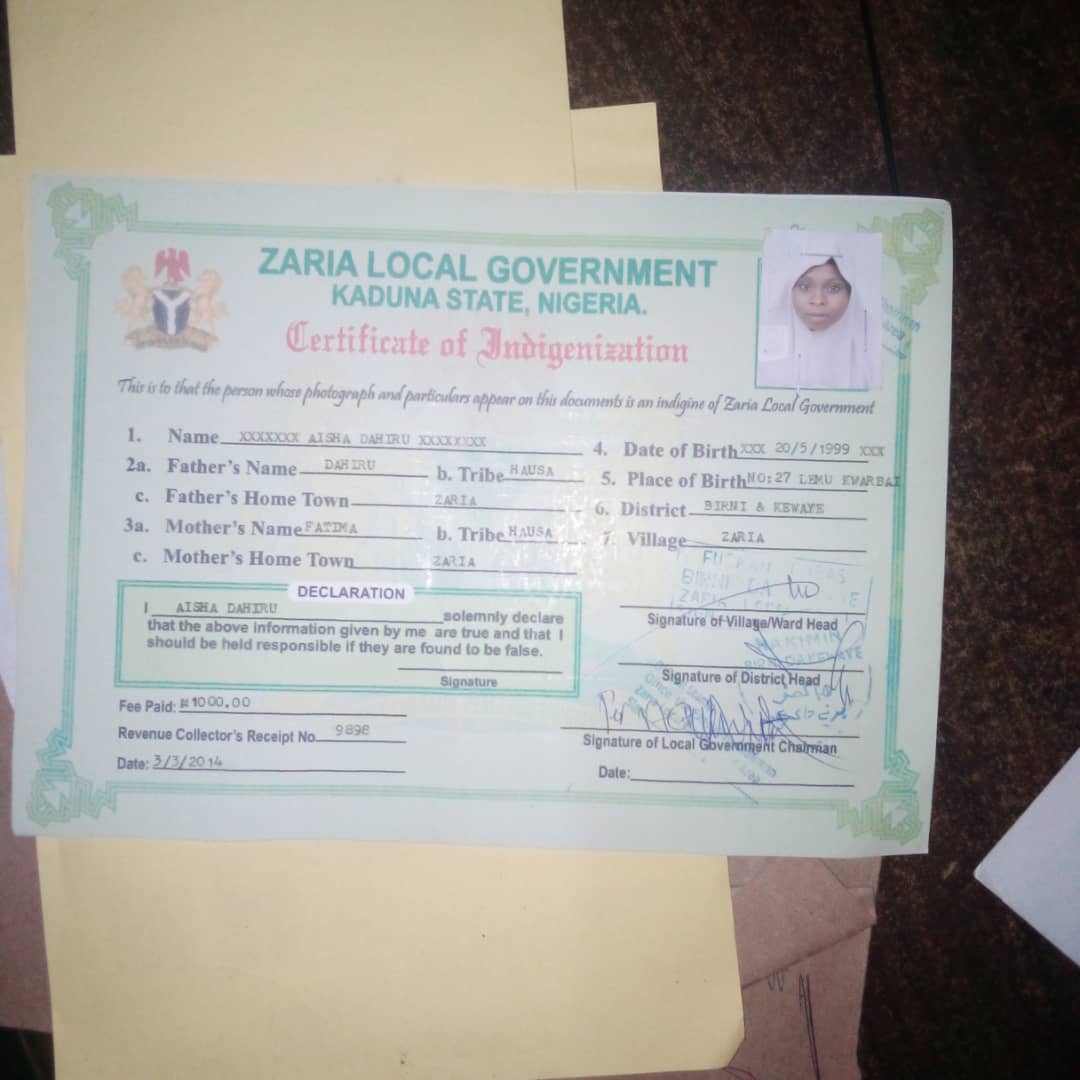 ZARIA LOCAL GOVERNMENT
KADUNA STATE, NIGERIA.
Certificate of Indigenization
This is to that the person whose photograph and particulars appear on this documents is an indigine of Zaria Local Government
1. Name XXXXXXX AISHA DAHIRU XXXXXXXX
4. Date of Birth XXX 20/5/1999 XXX
2a. Father's Name DAHIRU b. Tribe HAUSA
5. Place of Birth NO:27 LEMU KWARBAI
c. Father's Home Town ZARIA
6. District BIRNI & KEWAYE
3a. Mother's Name FATIMA b. Tribe HAUSA
7. Village ZARIA
c. Mother's Home Town ZARIA
DECLARATION
I AISHA DAHIRU solemnly declare
that the above information given by me are true and that I
should be held responsible if they are found to be false.
Signature
Fee Paid: ₦1000.00
Revenue Collector's Receipt No 9898
Date: 3/3/2014
Signature of Village/Ward Head
HAKIMIN
Signature of District Head
Signature of Local Government Chairman
Date: